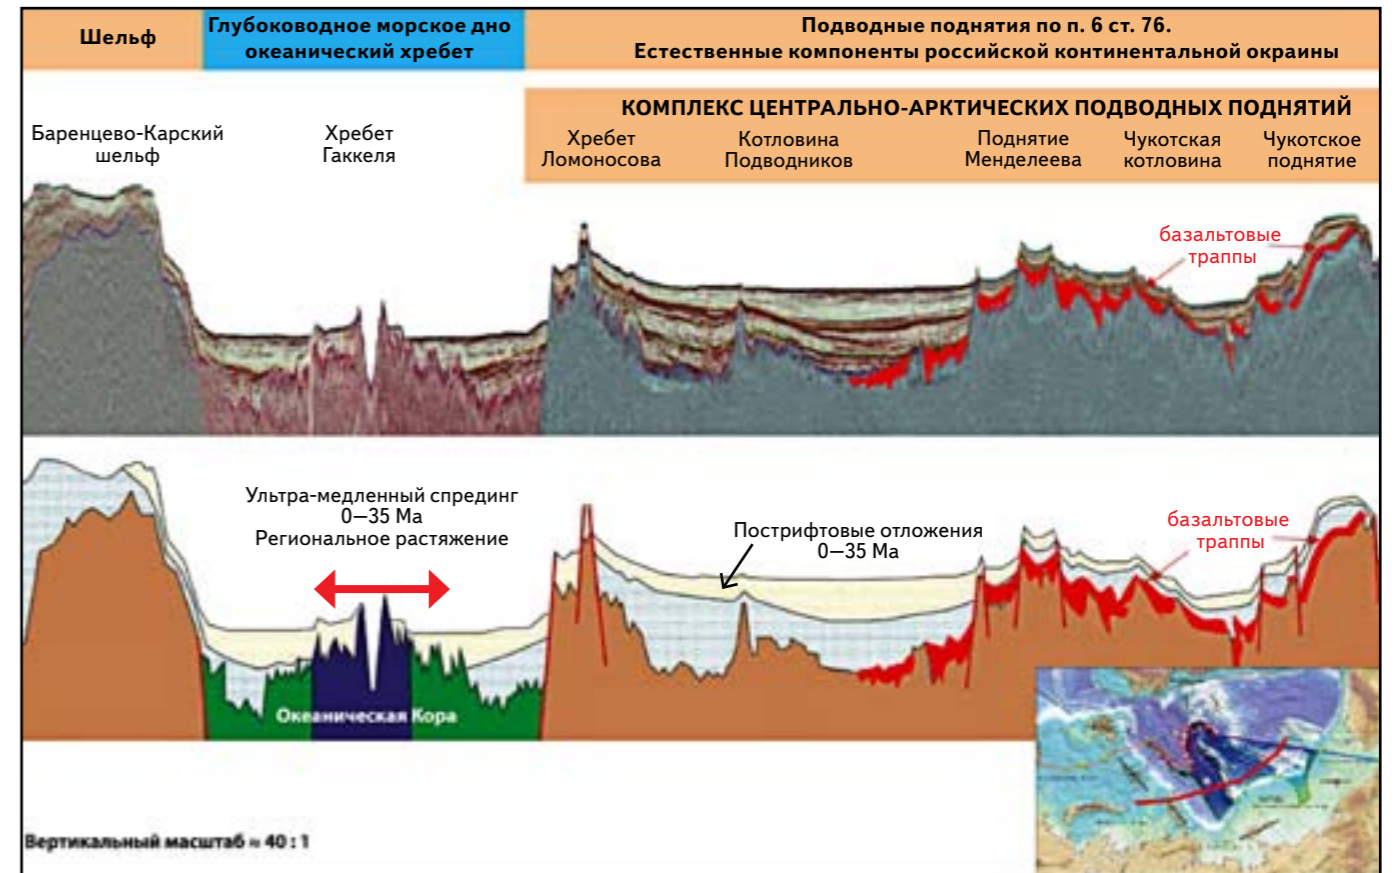 Шельф
Глубоководное морское дно
океанический хребет
Подводные поднятия по п. 6 ст. 76.
Естественные компоненты российской континентальной окраины
КОМПЛЕКС ЦЕНТРАЛЬНО-АРКТИЧЕСКИХ ПОДВОДНЫХ ПОДНЯТИЙ
Баренцево-Карский
шельф
Хребет
Гаккеля
Хребет
Ломоносова
Котловина
Подводников
Поднятие
Менделеева
Чукотская
котловина
Чукотское
поднятие
базальтовые
траппы
Ультра-медленный спрединг
0—35 Ма
Региональное растяжение
Пострифтовые отложения
0—35 Ма
базальтовые
траппы
Океаническая Кора
Вертикальный масштаб ≈ 40 : 1